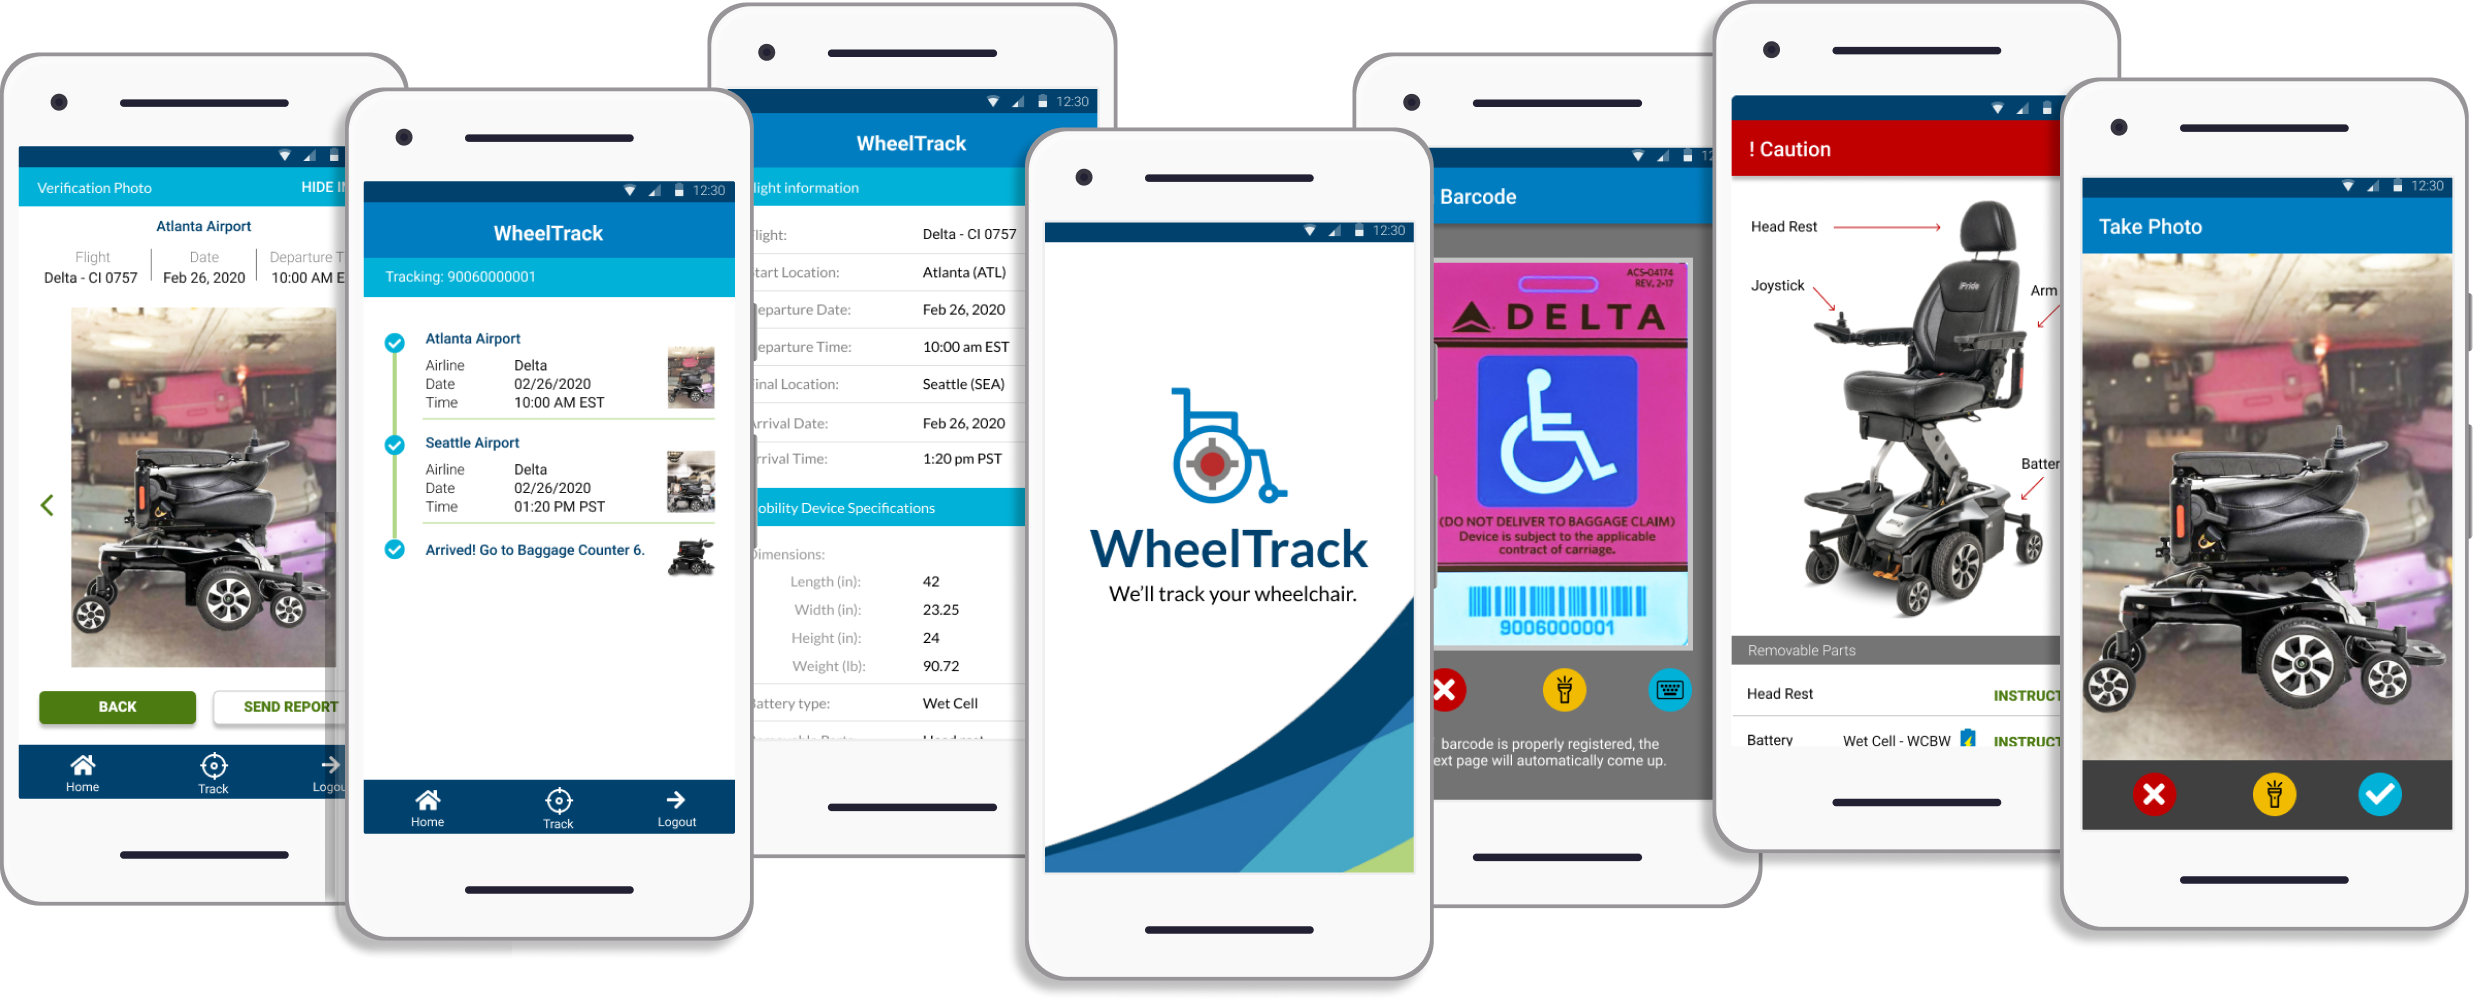 Verification Photo
HIDE
Atlanta Airport
Flight Date Departure
Delta - CI 0757 Feb 26, 2020 10:00 AM
BACK SEND REPORT
Home Track
12:30
WheelTrack
Tracking: 90060000001
Atlanta Airport
Airline Delta
Date 02/26/2020
Time 10:00 AM EST
Seattle Airport
Airline Delta
Date 02/26/2020
Time 01:20 PM PST
Arrived! Go to Baggage Counter 6.
Home Track Logout
12:30
WheelTrack
light information
light: Delta - CI 0757
tart Location: Atlanta (ATL)
eparture Date: Feb 26, 2020
eparture Time: 10:00 am EST
inal Location: Seattle (SEA)
rrival Date: Feb 26, 2020
rrival Time: 1:20 pm PST
obility Device Specifications
Dimensions:
Length (in): 42
Width (in): 23.25
Height (in): 24
Weight (lb): 90.72
attery type: Wet Cell
12:30
WheelTrack
We'll track your wheelchair.
Barcode
ACS-04174
REV. 2-17
DELTA
(DO NOT DELIVER TO BAGGAGE CLAIM)
Device is subject to the applicable
contract of carriage.
9006000001
barcode is properly registered, the
ext page will automatically come up.
! Caution
Head Rest
Joystick
Arm
Pride
Batter
Removable Parts
Head Rest INSTRUCT
Battery Wet Cell - WCBW INSTRUCT
12:30
Take Photo